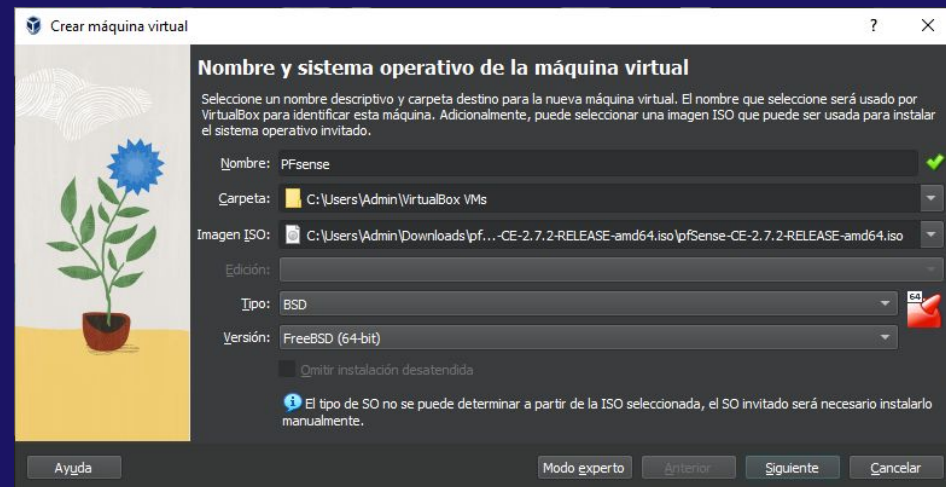 Crear máquina virtual
?
Nombre y sistema operativo de la máquina virtual
Seleccione un nombre descriptivo y carpeta destino para la nueva máquina virtual. El nombre que seleccione será usado por
VirtualBox para identificar esta máquina. Adicionalmente, puede seleccionar una imagen ISO que puede ser usada para instalar
el sistema operativo invitado.
Nombre: PFsense
Carpeta: C:\Users\Admin\VirtualBox VMs
Imagen ISO: C:\Users\Admin\Downloads\pf...-CE-2.7.2-RELEASE-amd64.iso\pfSense-CE-2.7.2-RELEASE-amd64.iso
Edición:
Tipo: BSD
64
Versión: FreeBSD (64-bit)
Omitir instalación desatendida
El tipo de SO no se puede determinar a partir de la ISO seleccionada, el SO invitado será necesario instalarlo
manualmente.
Ayuda Modo experto Anterior Siguiente Cancelar